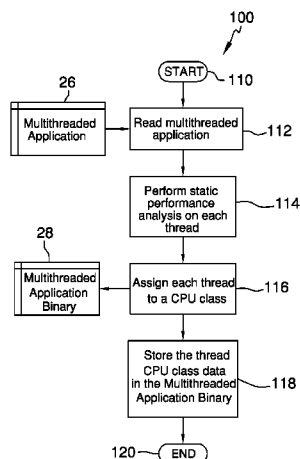 100
START
110
26
Multithreaded
Application
Read multithreaded
application
112
Perform static
performance
analysis on each
thread
114
28
Multithreaded
Application
Binary
Assign each thread
to a CPU class
116
Store the thread
CPU class data
in the Multithreaded
Application Binary
118
120
END